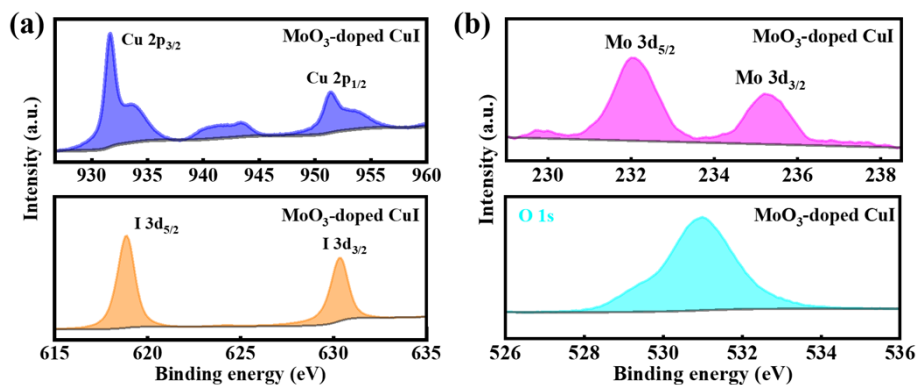 (a)
Intensity (a.u.)
Cu 2p3/2
MoO3-doped CuI
Cu 2p1/2
930 935 940 945 950 955 960
I 3d5/2
MoO3-doped CuI
I 3d3/2
615 620 625 630 635
Binding energy (eV)
(b)
Intensity (a.u.)
Mo 3d5/2
MoO3-doped CuI
Mo 3d3/2
230 232 234 236 238
O 1s
MoO3-doped CuI
526 528 530 532 534 536
Binding energy (eV)